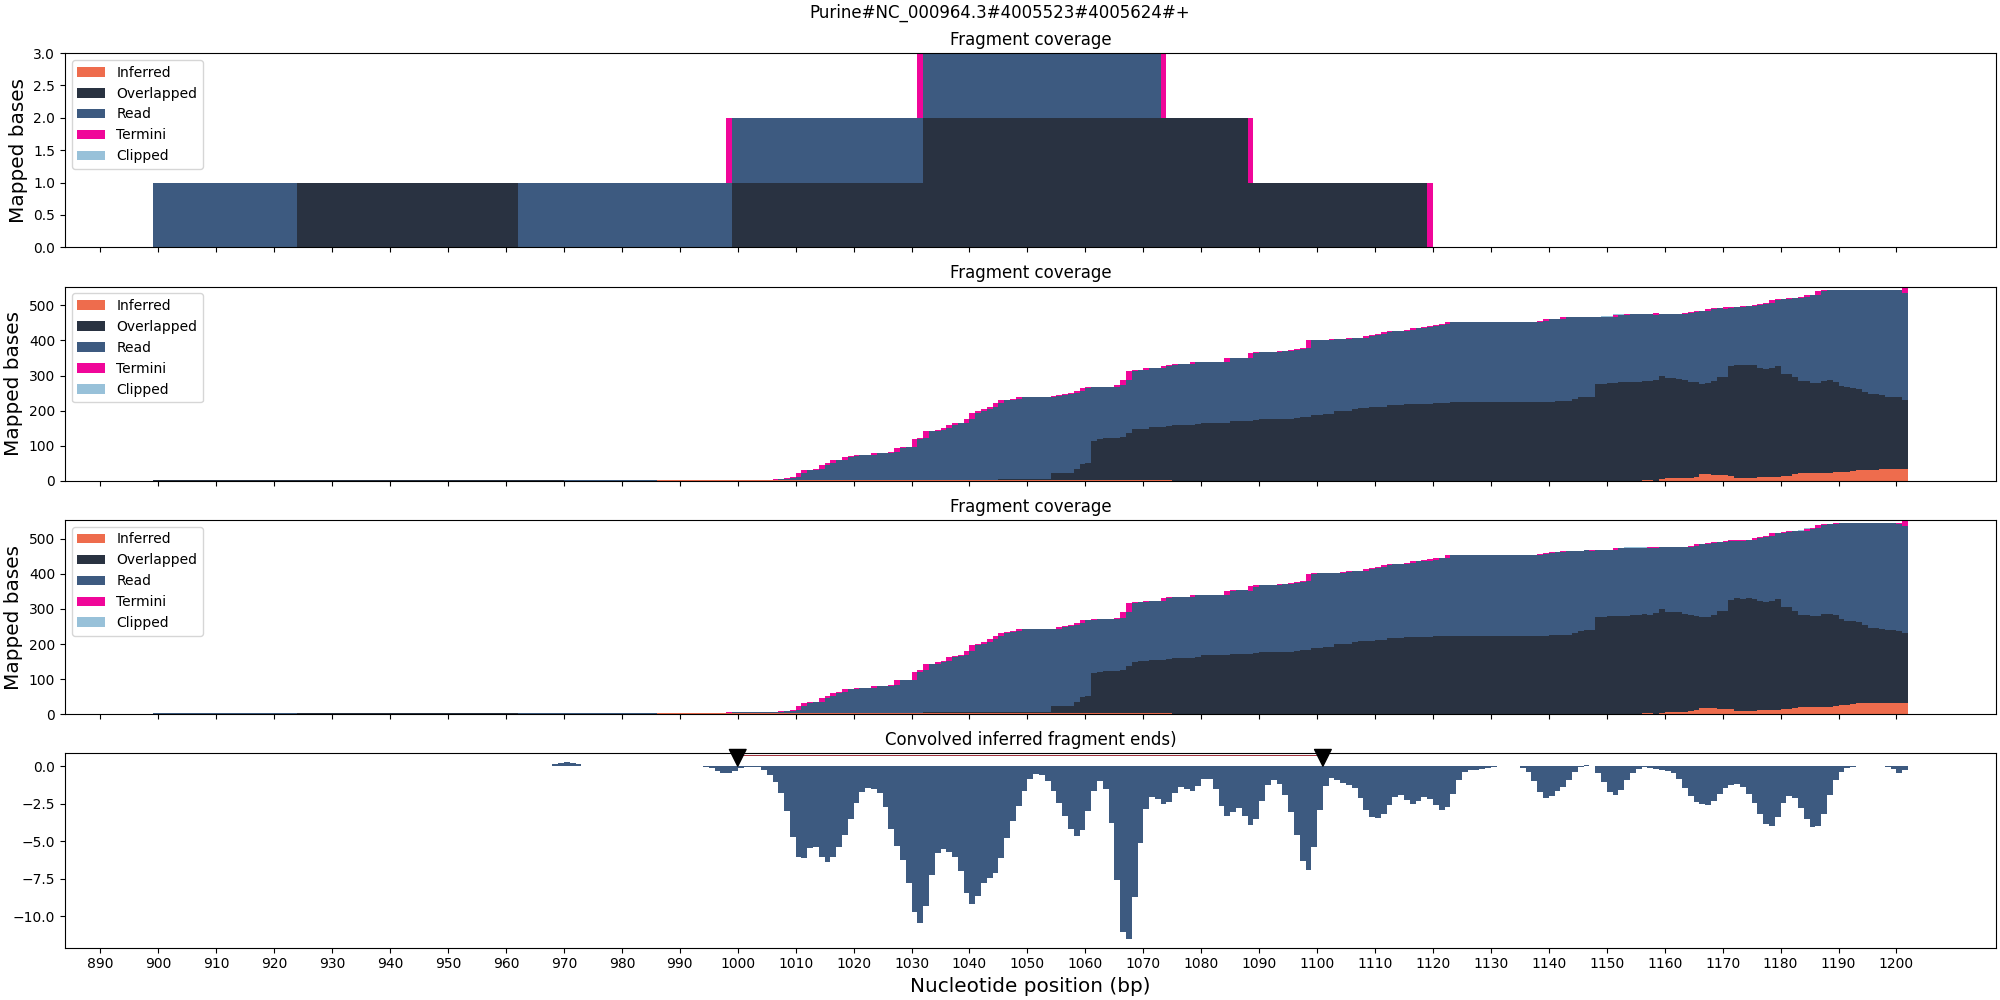 Purine#NC_000964.3#4005523#4005624#+
Fragment coverage
Mapped bases
3.0
2.5
2.0
1.5
1.0
0.5
0.0
Inferred
Overlapped
Read
Termini
Clipped
Fragment coverage
Mapped bases
500
400
300
200
100
0
Inferred
Overlapped
Read
Termini
Clipped
Fragment coverage
Mapped bases
500
400
300
200
100
0
Inferred
Overlapped
Read
Termini
Clipped
Convolved inferred fragment ends)
0.0
−2.5
−5.0
−7.5
−10.0
890 900 910 920 930 940 950 960 970 980 990 1000 1010 1020 1030 1040 1050 1060 1070 1080 1090 1100 1110 1120 1130 1140 1150 1160 1170 1180 1190 1200
Nucleotide position (bp)